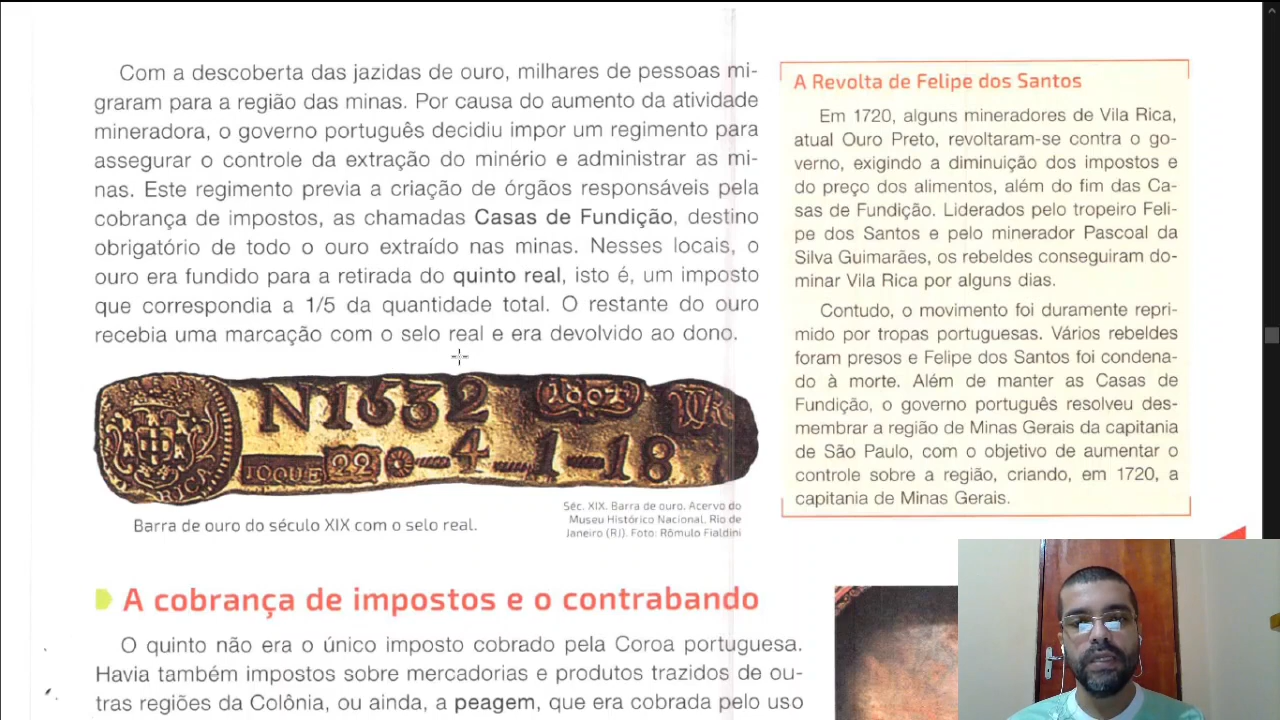 Com a descoberta das jazidas de ouro, milhares de pessoas mi-
graram para a região das minas. Por causa do aumento da atividade
mineradora, o governo português decidiu impor um regimento para
assegurar o controle da extração do minério e administrar as mi-
nas. Este regimento previa a criação de órgãos responsáveis pela
cobrança de impostos, as chamadas Casas de Fundição, destino
obrigatório de todo o ouro extraído nas minas. Nesses locais, o
ouro era fundido para a retirada do quinto real, isto é, um imposto
que correspondia a 1/5 da quantidade total. O restante do ouro
recebia uma marcação com o selo real e era devolvido ao dono.
N1632
1804
RICA
TOQUE 22
4 1-18
Barra de ouro do século XIX com o selo real.
Séc. XIX. Barra de ouro. Acervo do
Museu Histórico Nacional, Rio de
Janeiro (RJ). Foto: Rômulo Fialdini
A Revolta de Felipe dos Santos
Em 1720, alguns mineradores de Vila Rica,
atual Ouro Preto, revoltaram-se contra o go-
verno, exigindo a diminuição dos impostos e
do preço dos alimentos, além do fim das Ca-
sas de Fundição. Liderados pelo tropeiro Feli-
pe dos Santos e pelo minerador Pascoal da
Silva Guimarães, os rebeldes conseguiram do-
minar Vila Rica por alguns dias.
Contudo, o movimento foi duramente repri-
mido por tropas portuguesas. Vários rebeldes
foram presos e Felipe dos Santos foi condena-
do à morte. Além de manter as Casas de
Fundição, o governo português resolveu des-
membrar a região de Minas Gerais da capitania
de São Paulo, com o objetivo de aumentar o
controle sobre a região, criando, em 1720, a
capitania de Minas Gerais.
A cobrança de impostos e o contrabando
O quinto não era o único imposto cobrado pela Coroa portuguesa.
Havia também impostos sobre mercadorias e produtos trazidos de ou-
tras regiões da Colônia, ou ainda, a peagem, que era cobrada pelo uso